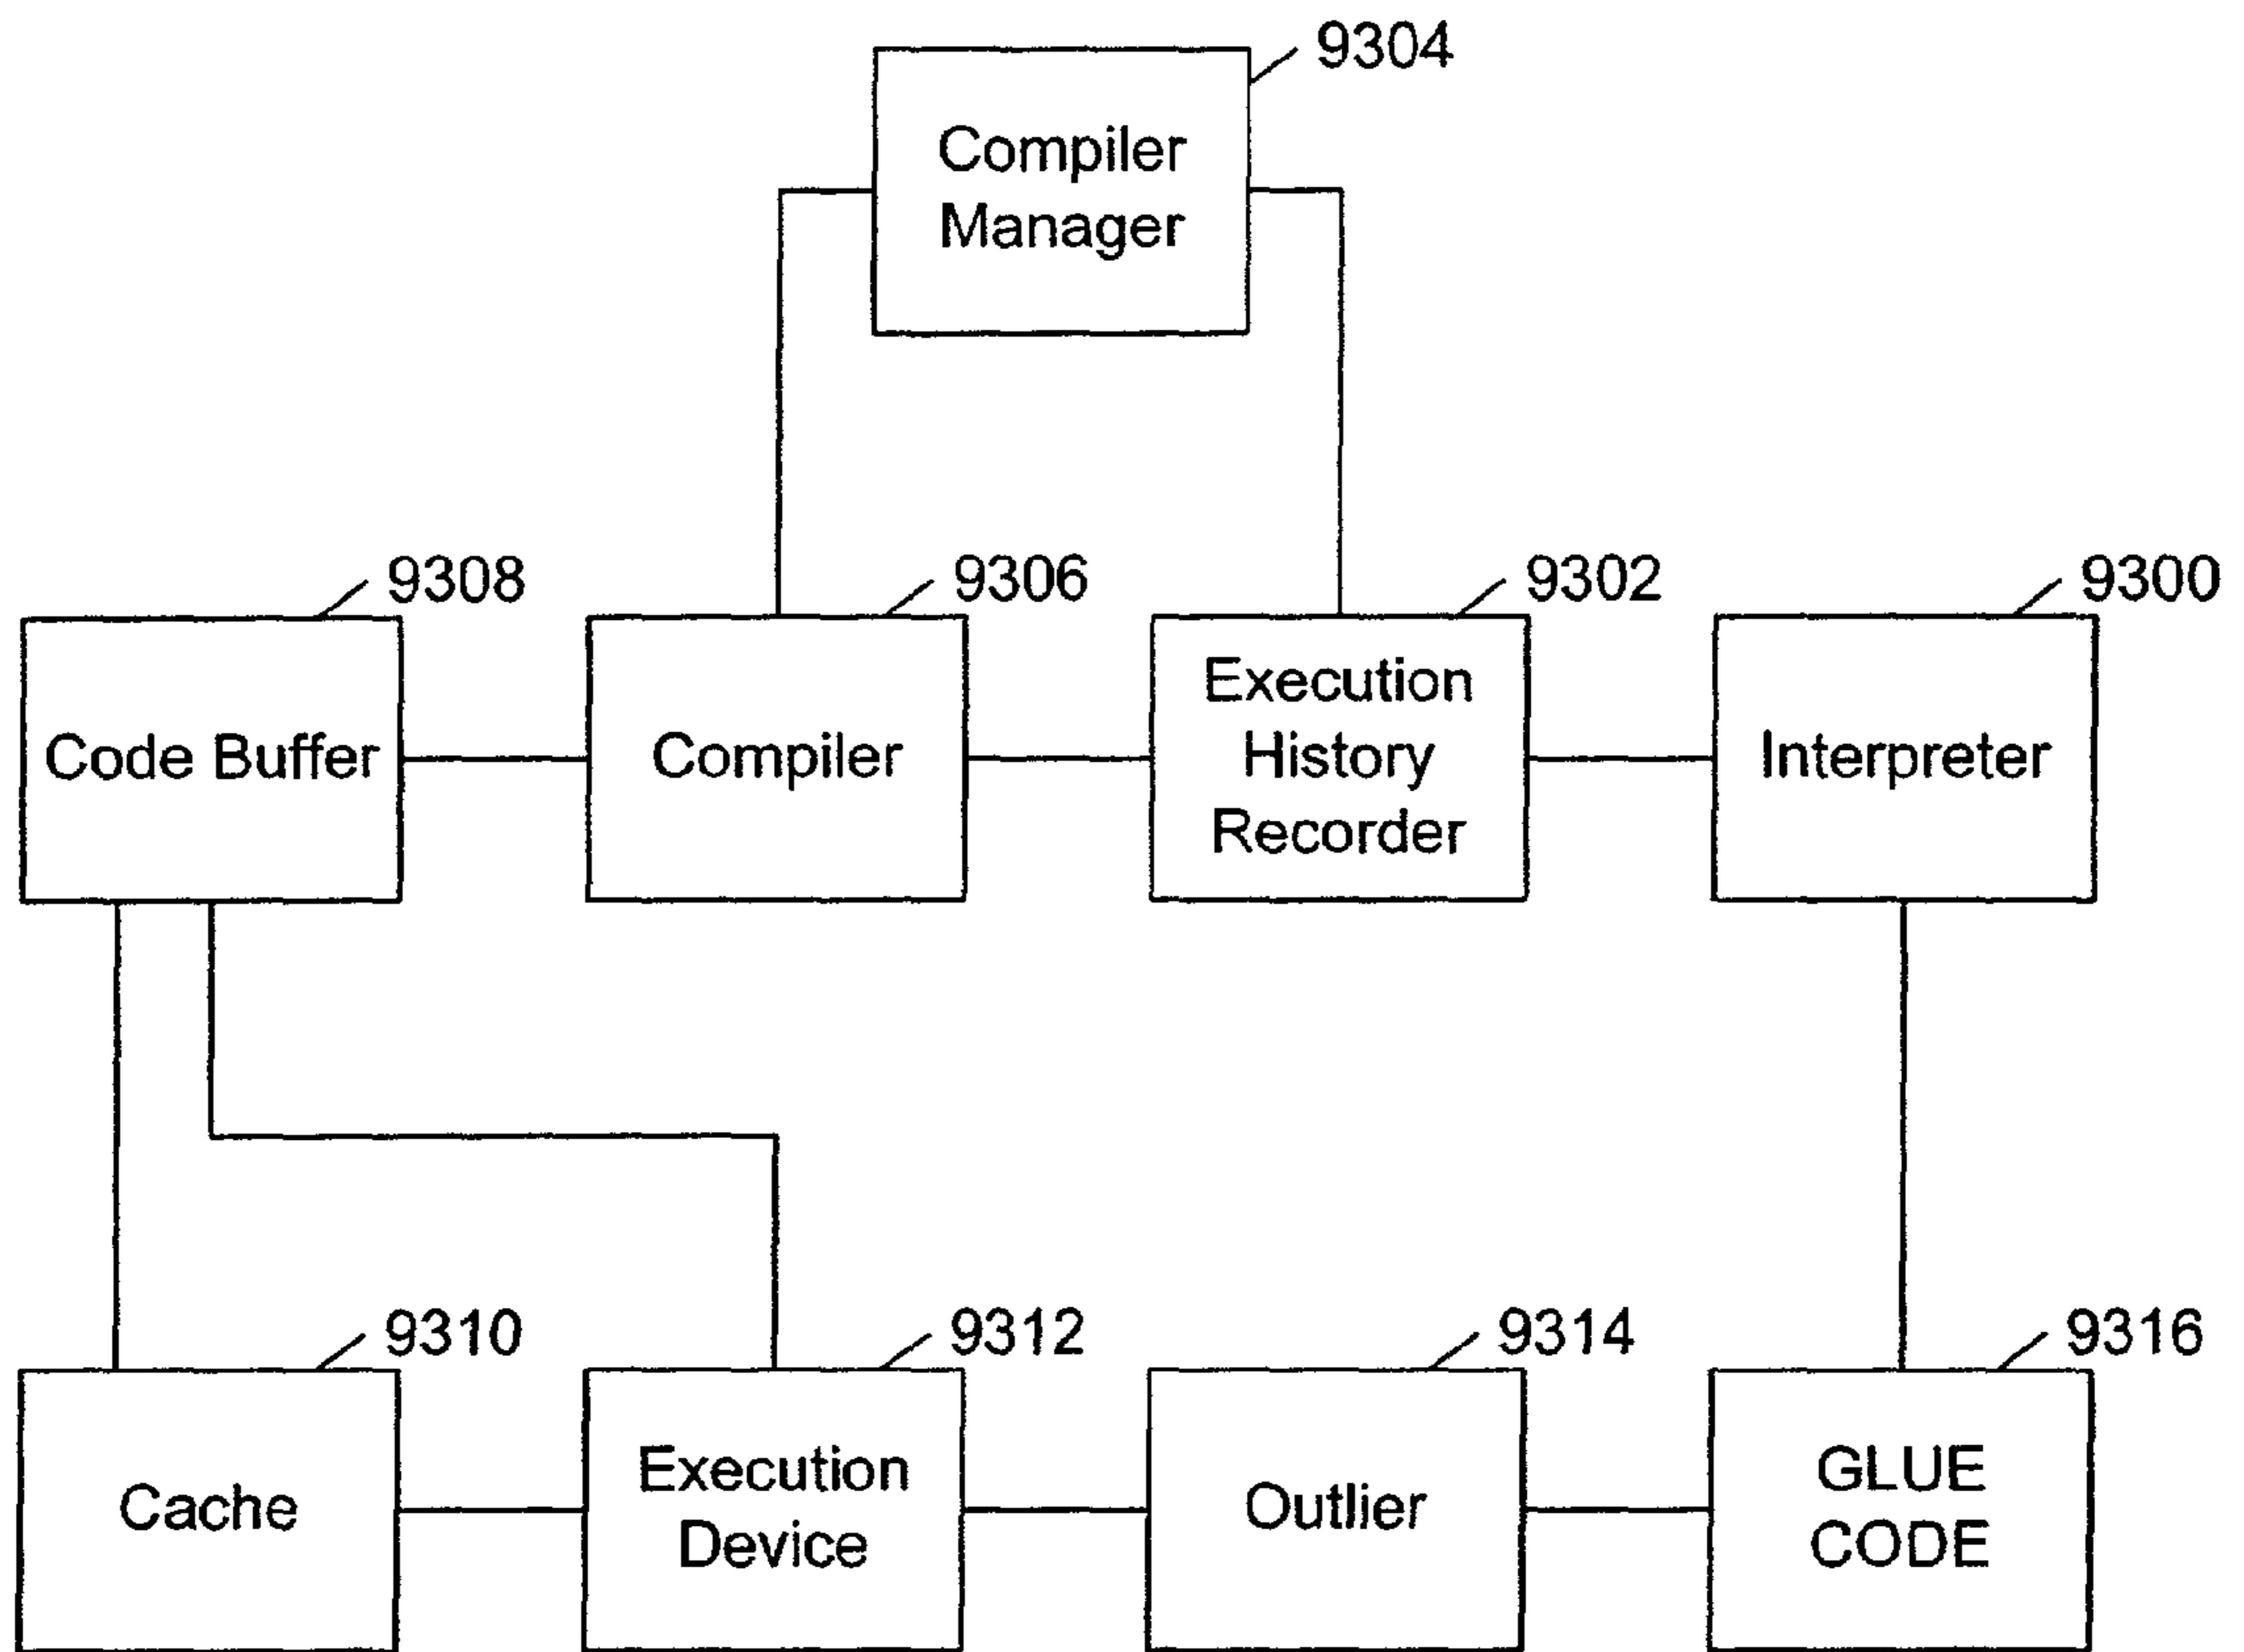 9304
Compiler
Manager
9308
9306
9302
9300
Code Buffer
Compiler
Execution
History
Recorder
Interpreter
9310
9312
9314
9316
Cache
Execution
Device
Outlier
GLUE
CODE